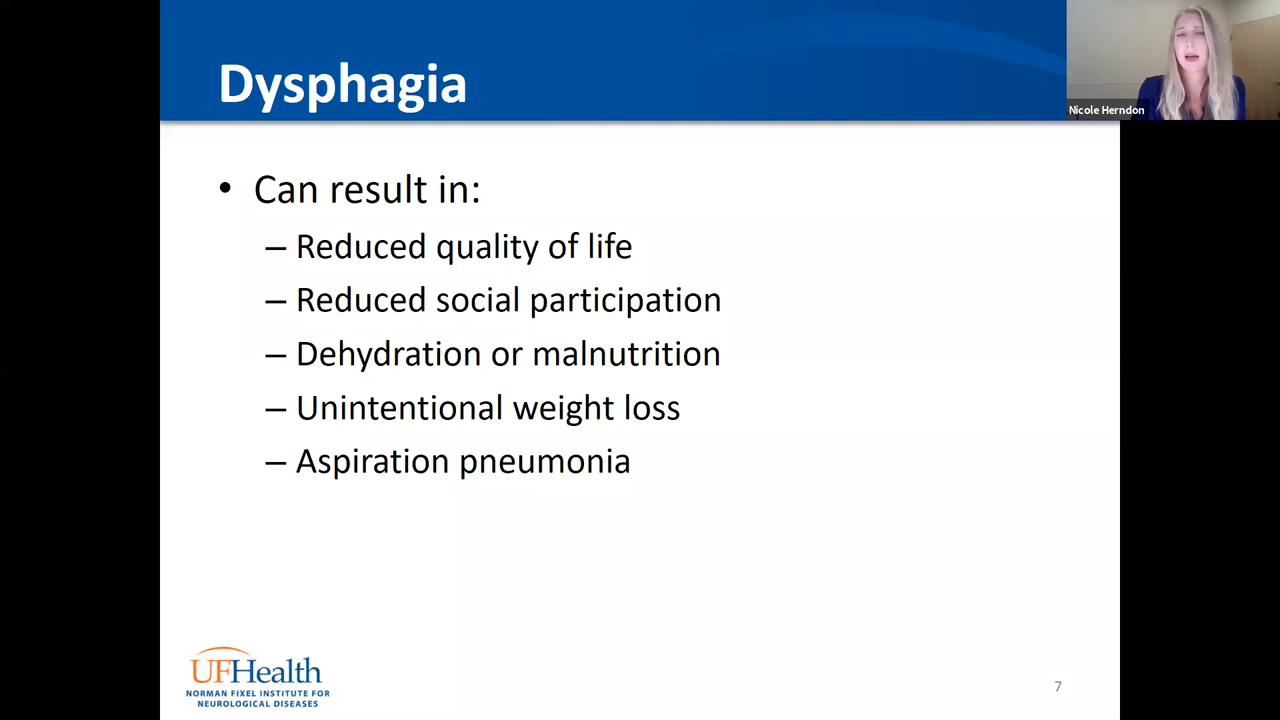 Dysphagia
Nicole Herndon
• Can result in:
– Reduced quality of life
– Reduced social participation
– Dehydration or malnutrition
– Unintentional weight loss
– Aspiration pneumonia
UFHealth
NORMAN FIXEL INSTITUTE FOR
NEUROLOGICAL DISEASES
7